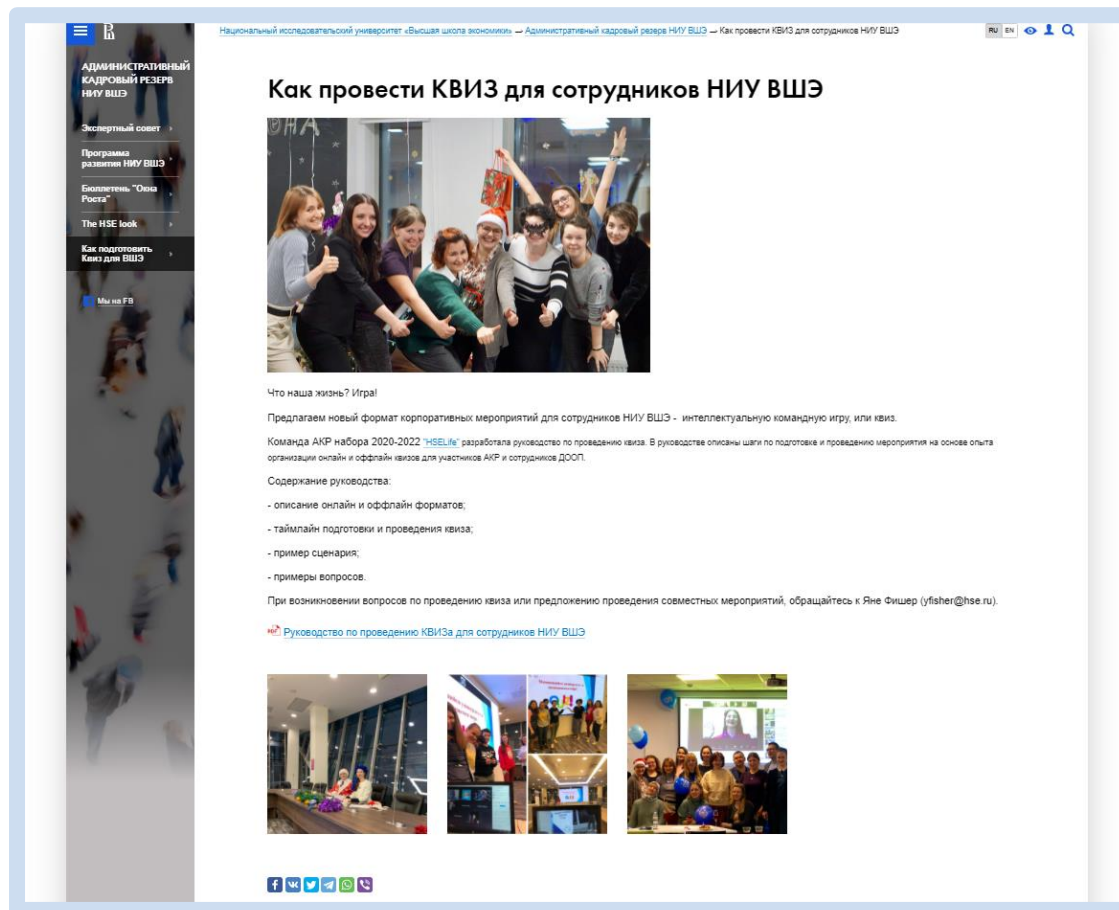 Национальный исследовательский университет «Высшая школа экономики» → Административный кадровый резерв НИУ ВШЭ → Как провести КВИЗ для сотрудников НИУ ВШЭ
RU EN
АДМИНИСТРАТИВНЫЙ
КАДРОВЫЙ РЕЗЕРВ
НИУ ВШЭ
Экспертный совет
Программа
развития НИУ ВШЭ
Бюллетень "Окна
Роста"
The HSE look
Как подготовить
Квиз для ВШЭ
Мы на FB
Как провести КВИЗ для сотрудников НИУ ВШЭ
Что наша жизнь? Игра!
Предлагаем новый формат корпоративных мероприятий для сотрудников НИУ ВШЭ - интеллектуальную командную игру, или квиз.
Команда АКР набора 2020-2022 "HSELife" разработала руководство по проведению квиза. В руководстве описаны шаги по подготовке и проведению мероприятия на основе опыта
организации онлайн и оффлайн квизов для участников АКР и сотрудников ДООП.
Содержание руководства:
- описание онлайн и оффлайн форматов;
- таймлайн подготовки и проведения квиза;
- пример сценария;
- примеры вопросов.
При возникновении вопросов по проведению квиза или предложению проведения совместных мероприятий, обращайтесь к Яне Фишер (yfisher@hse.ru).
PDF Руководство по проведению КВИЗа для сотрудников НИУ ВШЭ